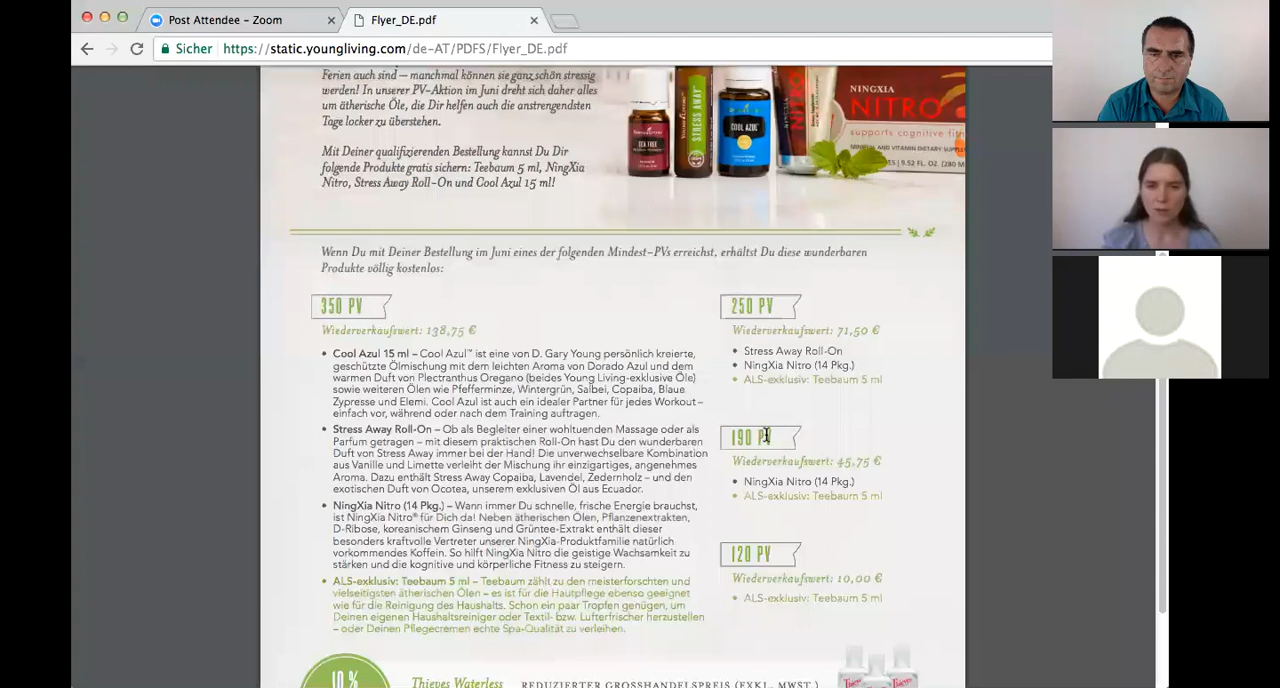 Post Attendee - Zoom
Flyer_DE.pdf
Sicher
https://static.youngliving.com/de-AT/PDFS/Flyer_DE.pdf
Ferien auch sind – manchmal können sie ganz schön stressig
werden! In unserer PV-Aktion im Juni dreht sich daher alles
um ätherische Öle, die Dir helfen auch die anstrengendsten
Tage locker zu überstehen.
Mit Deiner qualifizierenden Bestellung kannst Du Dir
folgende Produkte gratis sichern: Teebaum 5 ml, NingXia
Nitro, Stress Away Roll-On und Cool Azul 15 ml!
TEA TREE
STRESS AWAY
COOL AZUL
NINGXIA
NITRO
supports cognitive
9.52 FL. OZ. (280 M
Wenn Du mit Deiner Bestellung im Juni eines der folgenden Mindest-PVs erreichst, erhältst Du diese wunderbaren
Produkte völlig kostenlos:
350 PV
Wiederverkaufswert: 138,75 €
• Cool Azul 15 ml – Cool Azul™ ist eine von D. Gary Young persönlich kreierte,
geschützte Ölmischung mit dem leichten Aroma von Dorado Azul und dem
warmen Duft von Plectranthus Oregano (beides Young Living-exklusive Öle)
sowie weiteren Ölen wie Pfefferminze, Wintergrün, Salbei, Copaiba, Blaue
Zypresse und Elemi. Cool Azul ist auch ein idealer Partner für jedes Workout –
einfach vor, während oder nach dem Training auftragen.
• Stress Away Roll-On – Ob als Begleiter einer wohltuenden Massage oder als
Parfum getragen – mit diesem praktischen Roll-On hast Du den wunderbaren
Duft von Stress Away immer bei der Hand! Die unverwechselbare Kombination
aus Vanille und Limette verleiht der Mischung ihr einzigartiges, angenehmes
Aroma. Dazu enthält Stress Away Copaiba, Lavendel, Zedernholz – und den
exotischen Duft von Ocotea, unserem exklusiven Öl aus Ecuador.
• NingXia Nitro (14 Pkg.) – Wann immer Du schnelle, frische Energie brauchst,
ist NingXia Nitro® für Dich da! Neben ätherischen Ölen, Pflanzenextrakten,
D-Ribose, koreanischem Ginseng und Grüntee-Extrakt enthält dieser
besonders kraftvolle Vertreter unserer NingXia-Produktfamilie natürlich
vorkommendes Koffein. So hilft NingXia Nitro die geistige Wachsamkeit zu
stärken und die kognitive und körperliche Fitness zu steigern.
• ALS-exklusiv: Teebaum 5 ml – Teebaum zählt zu den meisterforschten und
vielseitigsten ätherischen Ölen – es ist für die Hautpflege ebenso geeignet
wie für die Reinigung des Haushalts. Schon ein paar Tropfen genügen, um
Deinen eigenen Haushaltsreiniger oder Textil- bzw. Lufterfrischer herzustellen
– oder Deinen Pflegecremen echte Spa-Qualität zu verleihen.
250 PV
Wiederverkaufswert: 71,50 €
• Stress Away Roll-On
• NingXia Nitro (14 Pkg.)
• ALS-exklusiv: Teebaum 5 ml
190 PV
Wiederverkaufswert: 45,75 €
• NingXia Nitro (14 Pkg.)
• ALS-exklusiv: Teebaum 5 ml
120 PV
Wiederverkaufswert: 10,00 €
• ALS-exklusiv: Teebaum 5 ml
10 %
Thieves Waterless
REDUZIERTER GROSSHANDELSPREIS (EXKL. MWST.)
Thieves
Thieves